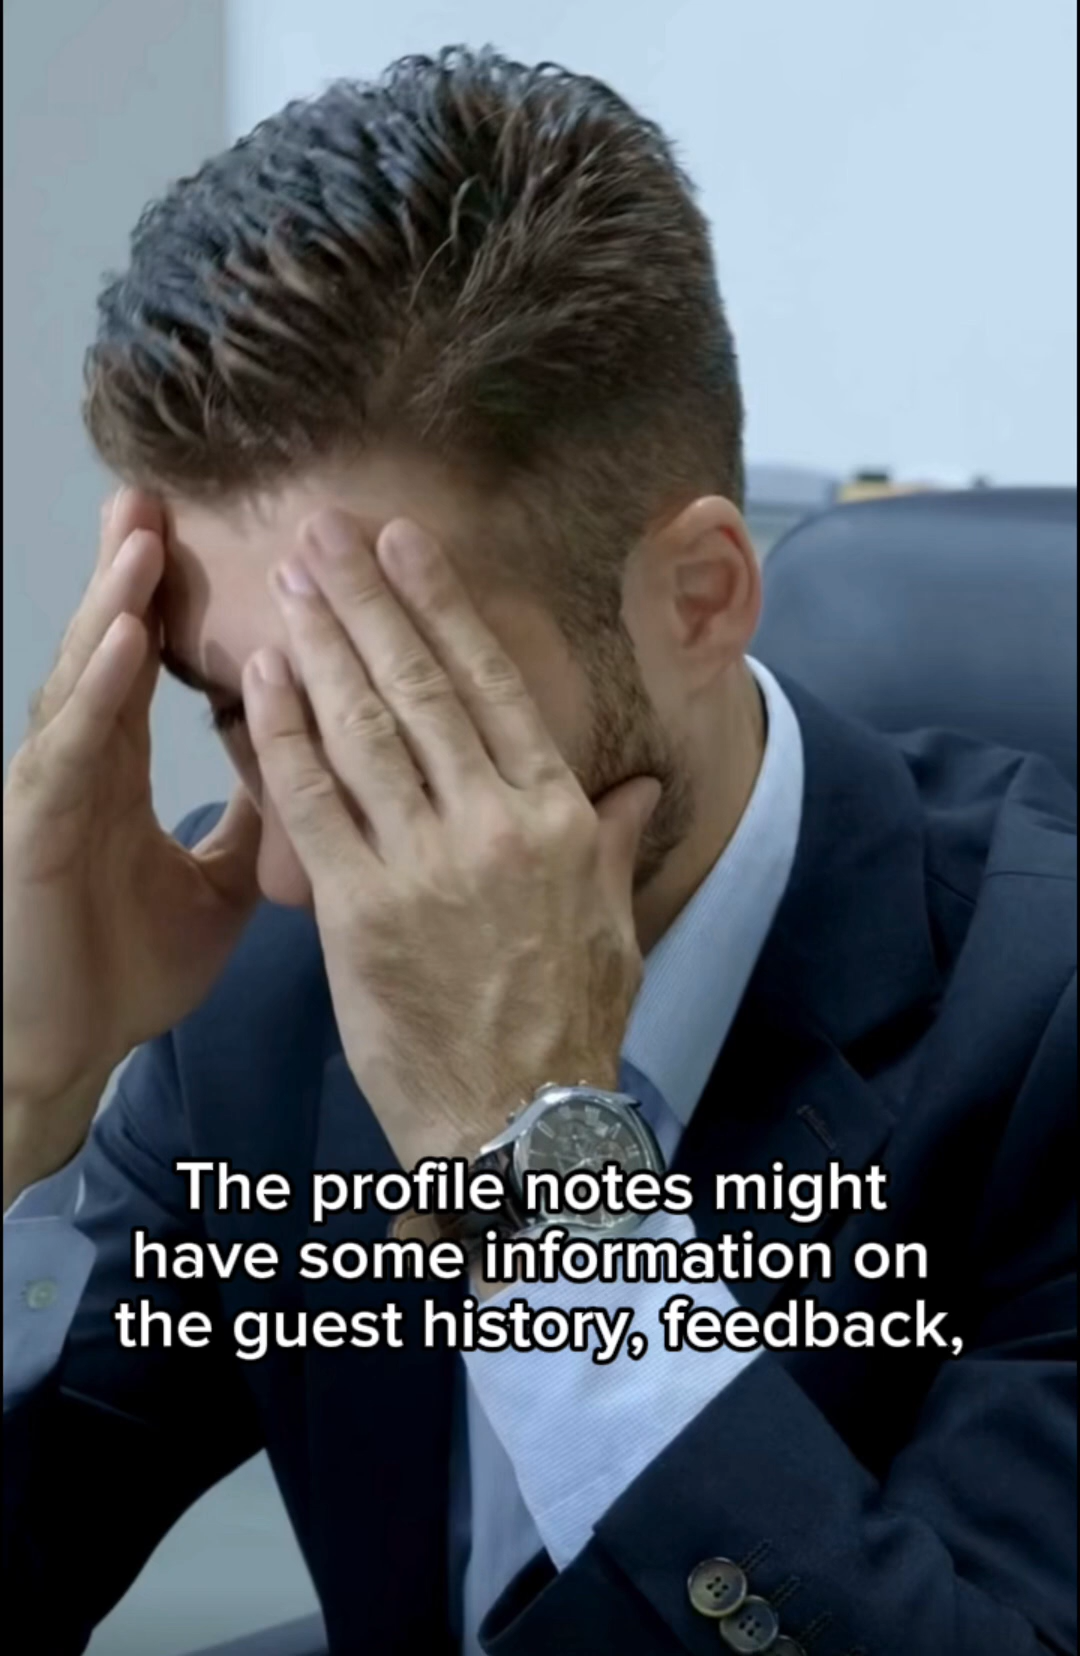 The profile notes might
have some information on
the guest history, feedback,